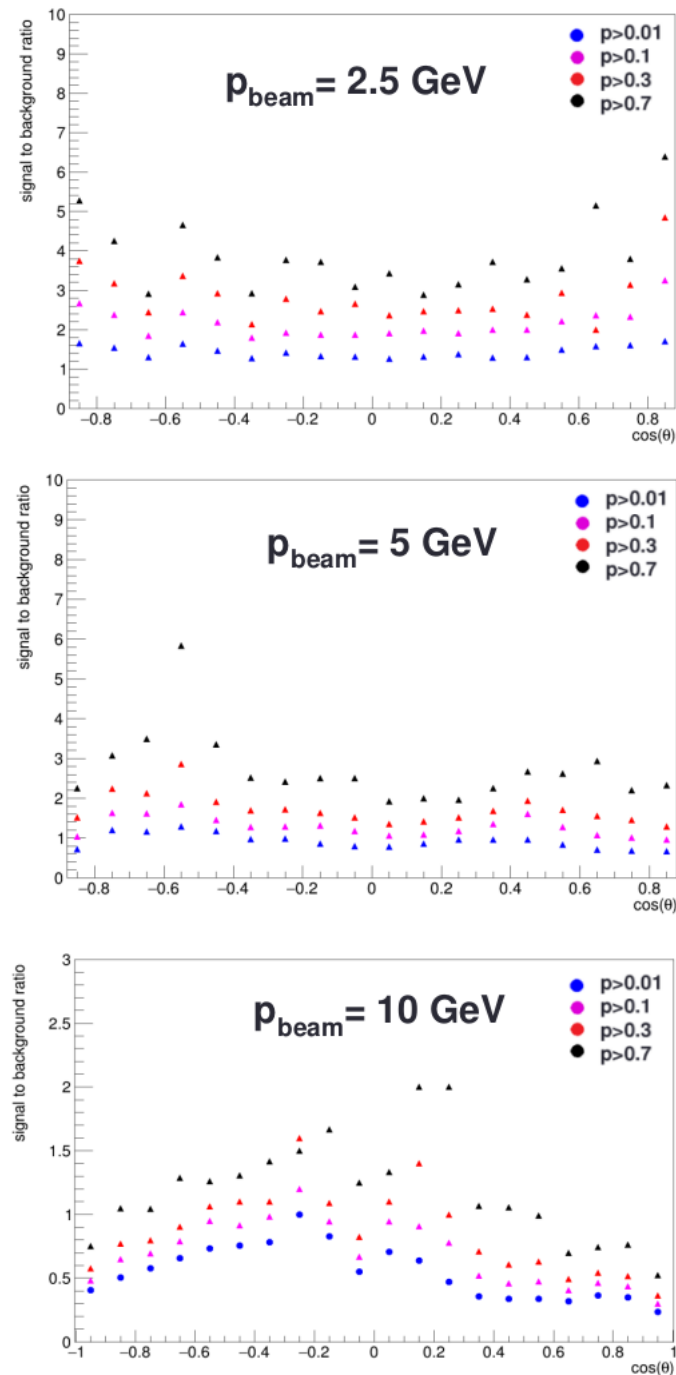 signal to background ratio
10
9
8
7
6
5
4
3
2
1
0
p_beam = 2.5 GeV
p>0.01
p>0.1
p>0.3
p>0.7
−0.8 −0.6 −0.4 −0.2 0 0.2 0.4 0.6 0.8
cos(θ)
signal to background ratio
10
9
8
7
6
5
4
3
2
1
0
p_beam = 5 GeV
p>0.01
p>0.1
p>0.3
p>0.7
−0.8 −0.6 −0.4 −0.2 0 0.2 0.4 0.6 0.8
cos(θ)
signal to background ratio
3
2.5
2
1.5
1
0.5
0
p_beam = 10 GeV
p>0.01
p>0.1
p>0.3
p>0.7
−1 −0.8 −0.6 −0.4 −0.2 0 0.2 0.4 0.6 0.8 1
cos(θ)